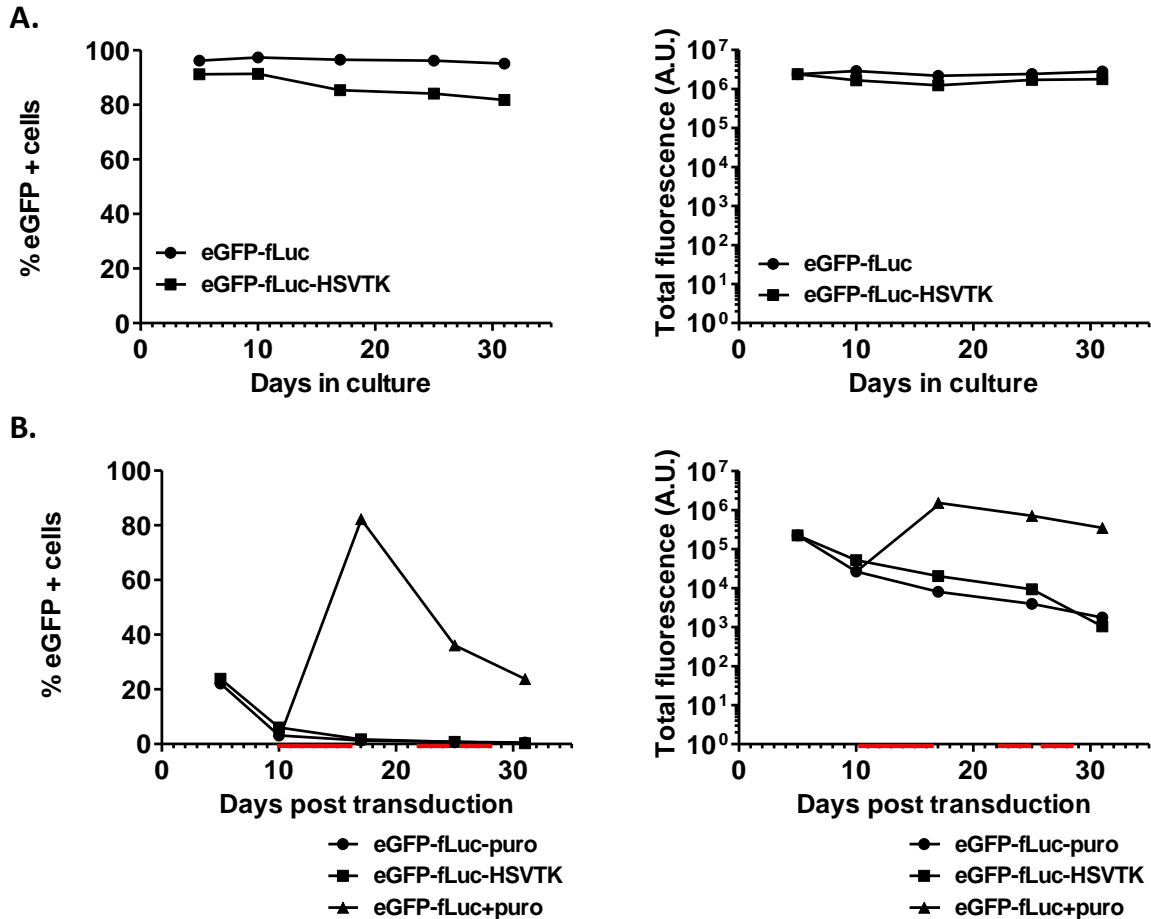 A.
% eGFP + cells
100
80
60
40
20
0
eGFP-fLuc
eGFP-fLuc-HSVTK
0 10 20 30
Days in culture
Total fluorescence (A.U.)
10⁷
10⁶
10⁵
10⁴
10³
10²
10¹
10⁰
eGFP-fLuc
eGFP-fLuc-HSVTK
0 10 20 30
Days in culture
B.
% eGFP + cells
100
80
60
40
20
0
0 10 20 30
Days post transduction
eGFP-fLuc-puro
eGFP-fLuc-HSVTK
eGFP-fLuc+puro
Total fluorescence (A.U.)
10⁷
10⁶
10⁵
10⁴
10³
10²
10¹
10⁰
0 10 20 30
Days post transduction
eGFP-fLuc-puro
eGFP-fLuc-HSVTK
eGFP-fLuc+puro